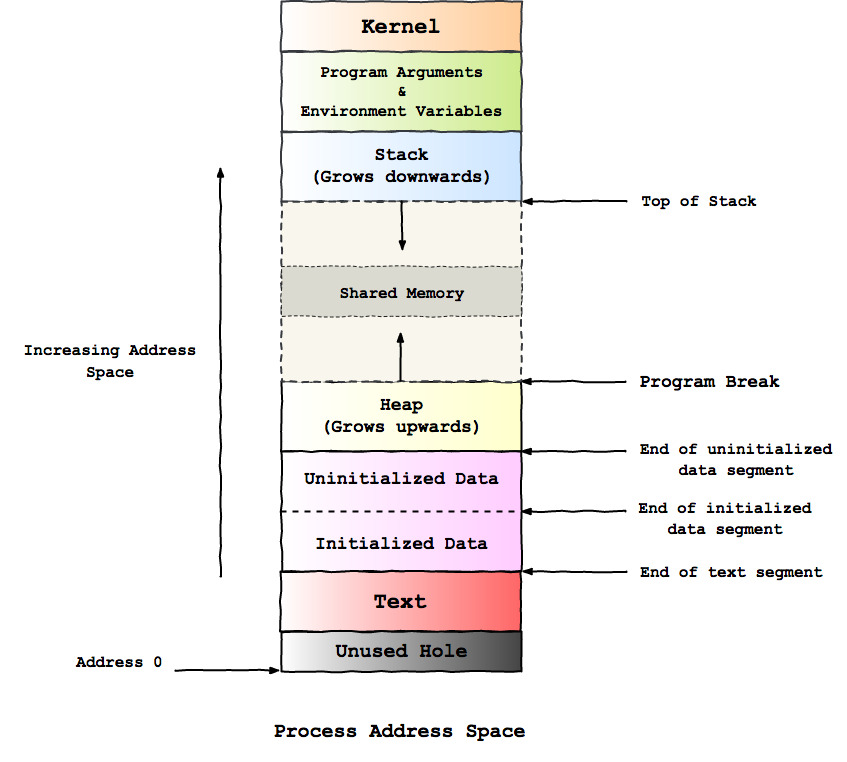 Kernel
Program Arguments
&
Environment Variables
Stack
(Grows downwards)
Top of Stack
Shared Memory
Increasing Address
Space
Program Break
Heap
(Grows upwards)
End of uninitialized
data segment
Uninitialized Data
End of initialized
data segment
Initialized Data
End of text segment
Text
Unused Hole
Address 0
Process Address Space